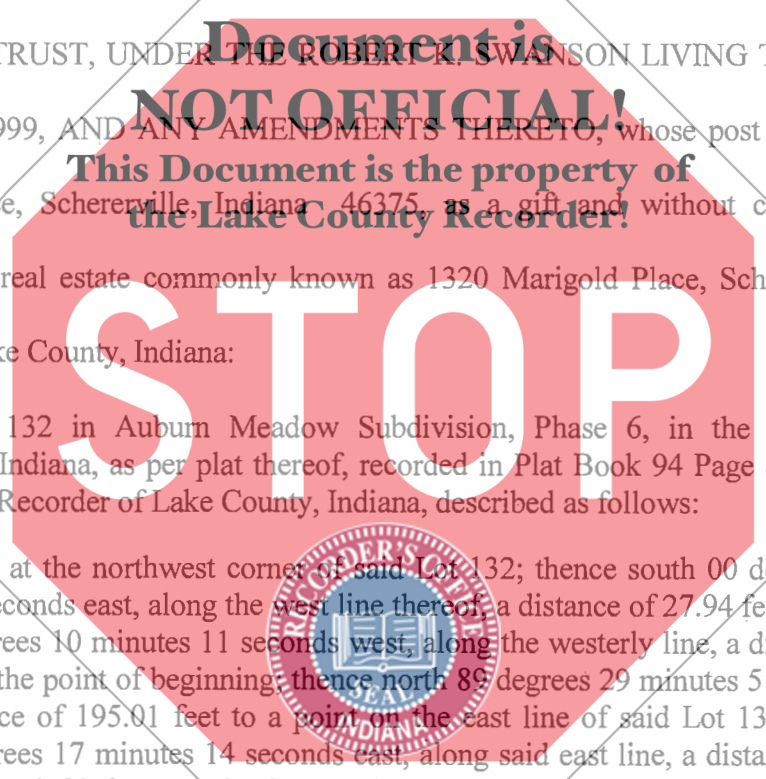 Document is
TRUST, UNDER THE ROBERT K. SWANSON LIVING T
NOT OFFICIAL!
999, AND ANY AMENDMENTS THERETO, whose post
This Document is the property of
e, Schererville, Indiana 46375, as a gift and without c
the Lake County Recorder!
real estate commonly known as 1320 Marigold Place, Sch
ke County, Indiana:
STOP
132 in Auburn Meadow Subdivision, Phase 6, in the
Indiana, as per plat thereof, recorded in Plat Book 94 Page
Recorder of Lake County, Indiana, described as follows:
at the northwest corner of said Lot 132; thence south 00 d
econds east, along the west line thereof, a distance of 27.94 fe
rees 10 minutes 11 seconds west, along the westerly line, a di
the point of beginning; thence north 89 degrees 29 minutes 5
ce of 195.01 feet to a point on the east line of said Lot 13
rees 17 minutes 14 seconds east, along said east line, a dista
RECORDER'S OFFICE
SEAL
INDIANA